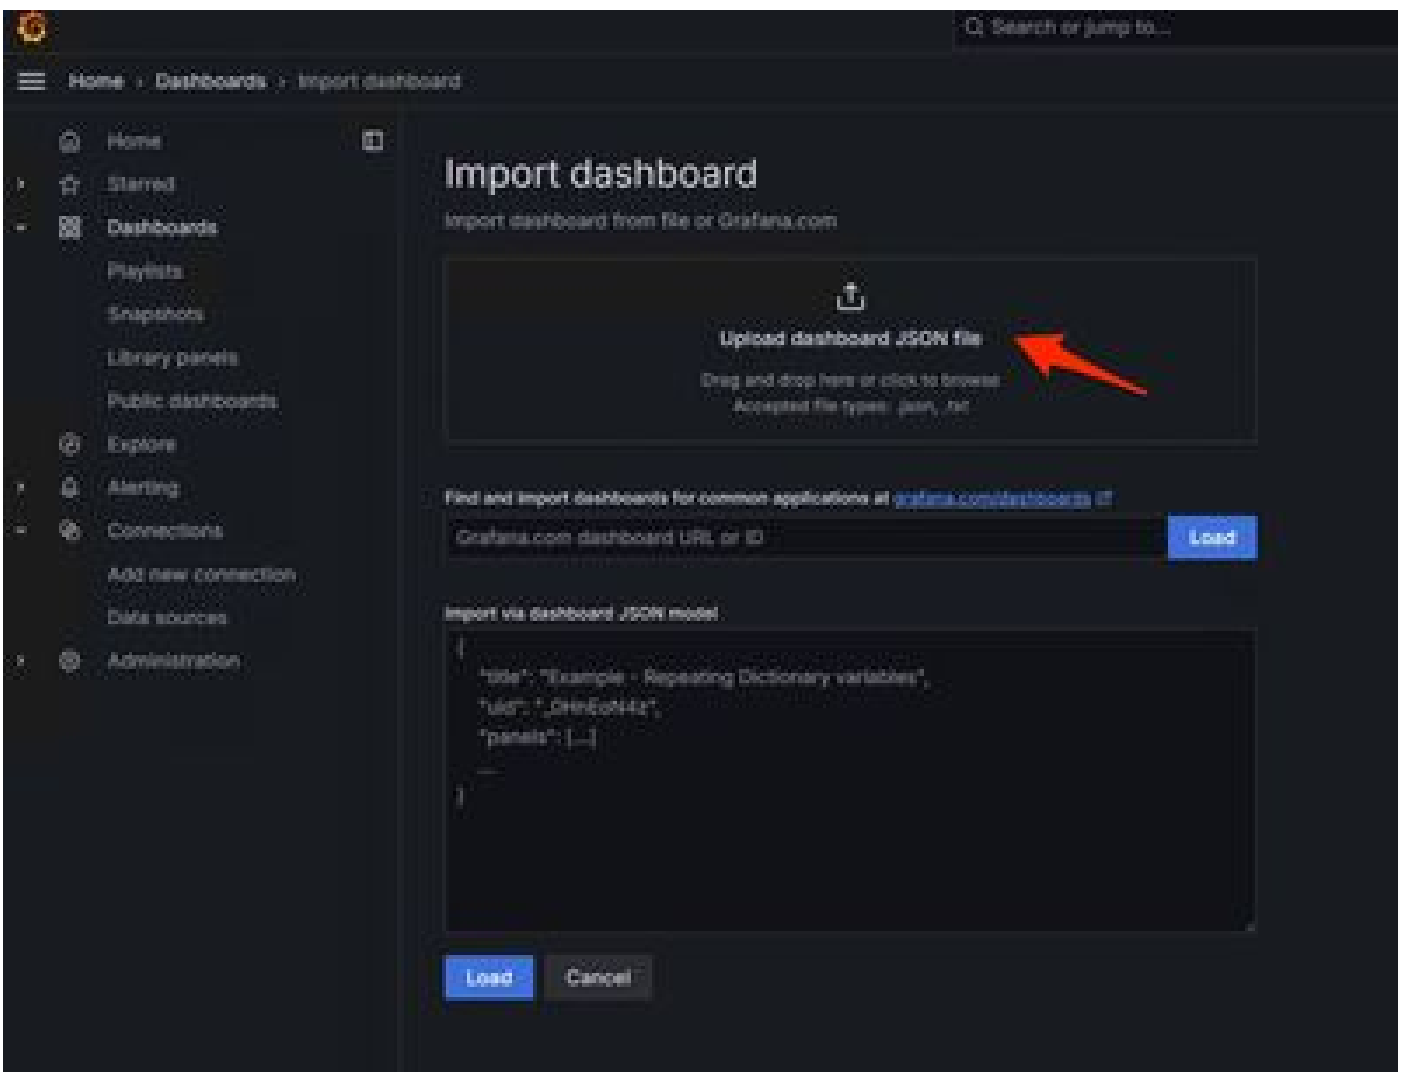 Search or jump to...
Home › Dashboards › Import dashboard
Home
Starred
Dashboards
Playlists
Snapshots
Library panels
Public dashboards
Explore
Alerting
Connections
Add new connection
Data sources
Administration
Import dashboard
Import dashboard from file or Grafana.com
Upload dashboard JSON file
Drag and drop here or click to browse
Accepted file types: .json, .txt
Find and import dashboards for common applications at grafana.com/dashboards
Grafana.com dashboard URL or ID
Load
Import via dashboard JSON model
{
"title": "Example - Repeating Dictionary variables",
"uid":
"panels": [...]
...
}
Load
Cancel